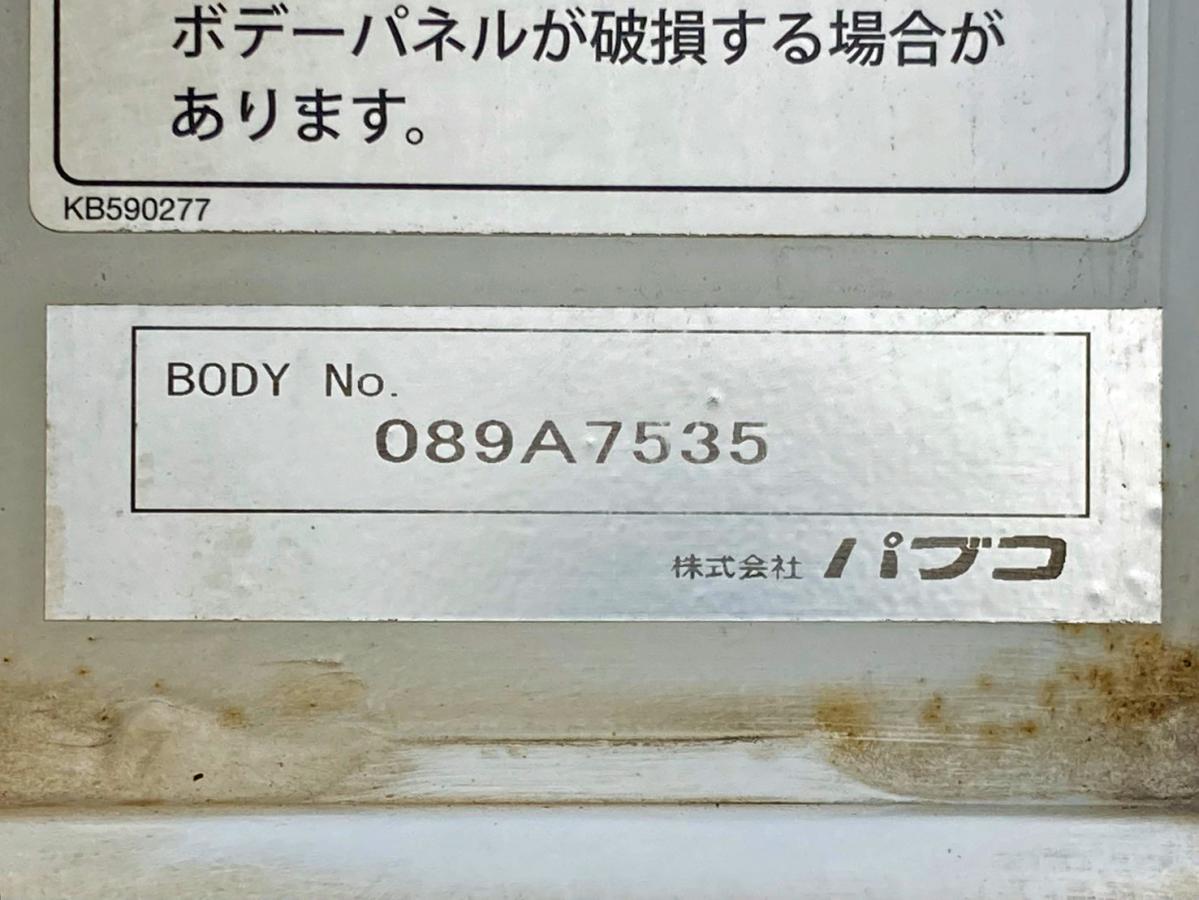 ボデーパネルが破損する場合が
あります。
KB590277
BODY No.
089A7535
株式会社 パブコ